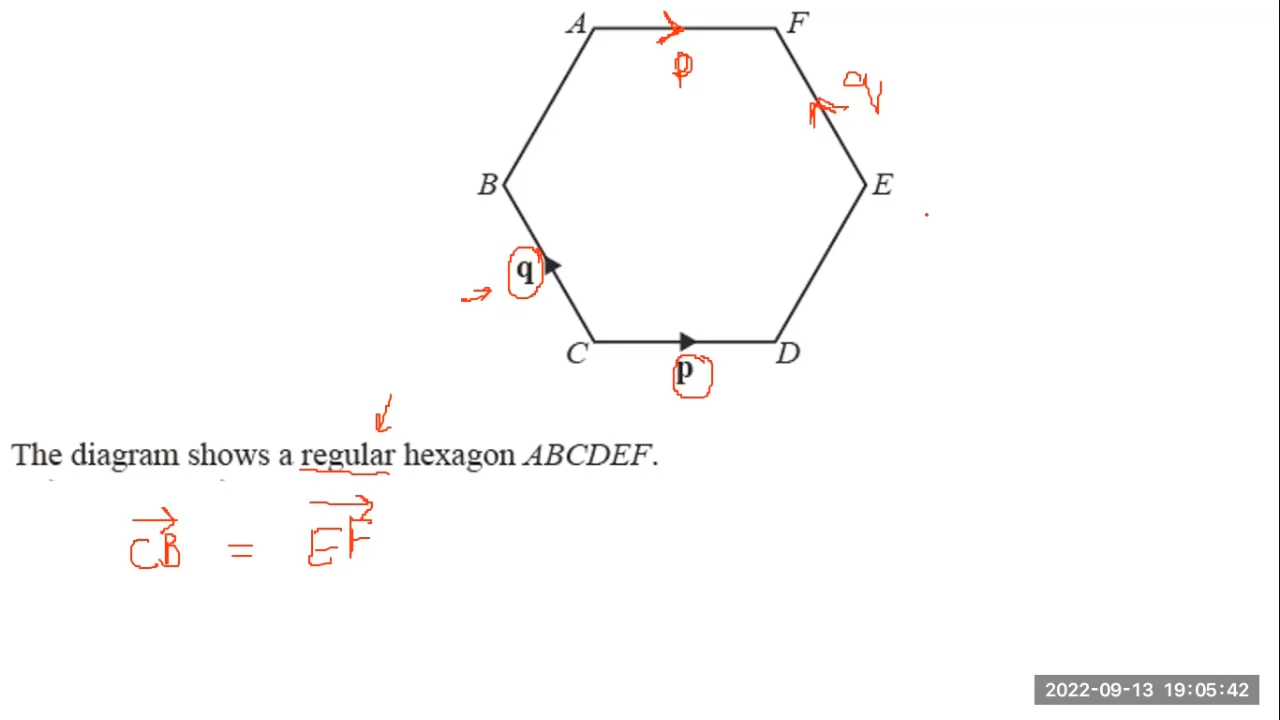 A F
p
q
B E
q
C D
p
The diagram shows a regular hexagon ABCDEF.
CB = EF
2022-09-13 19:05:42